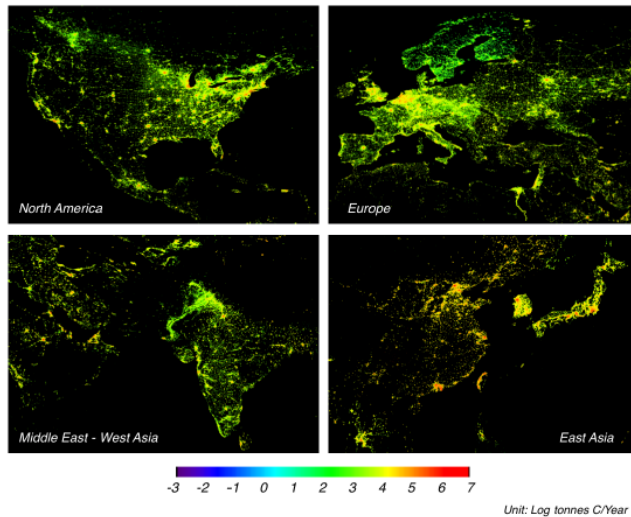 North America
Europe
Middle East - West Asia
East Asia
-3 -2 -1 0 1 2 3 4 5 6 7
Unit: Log tonnes C/Year